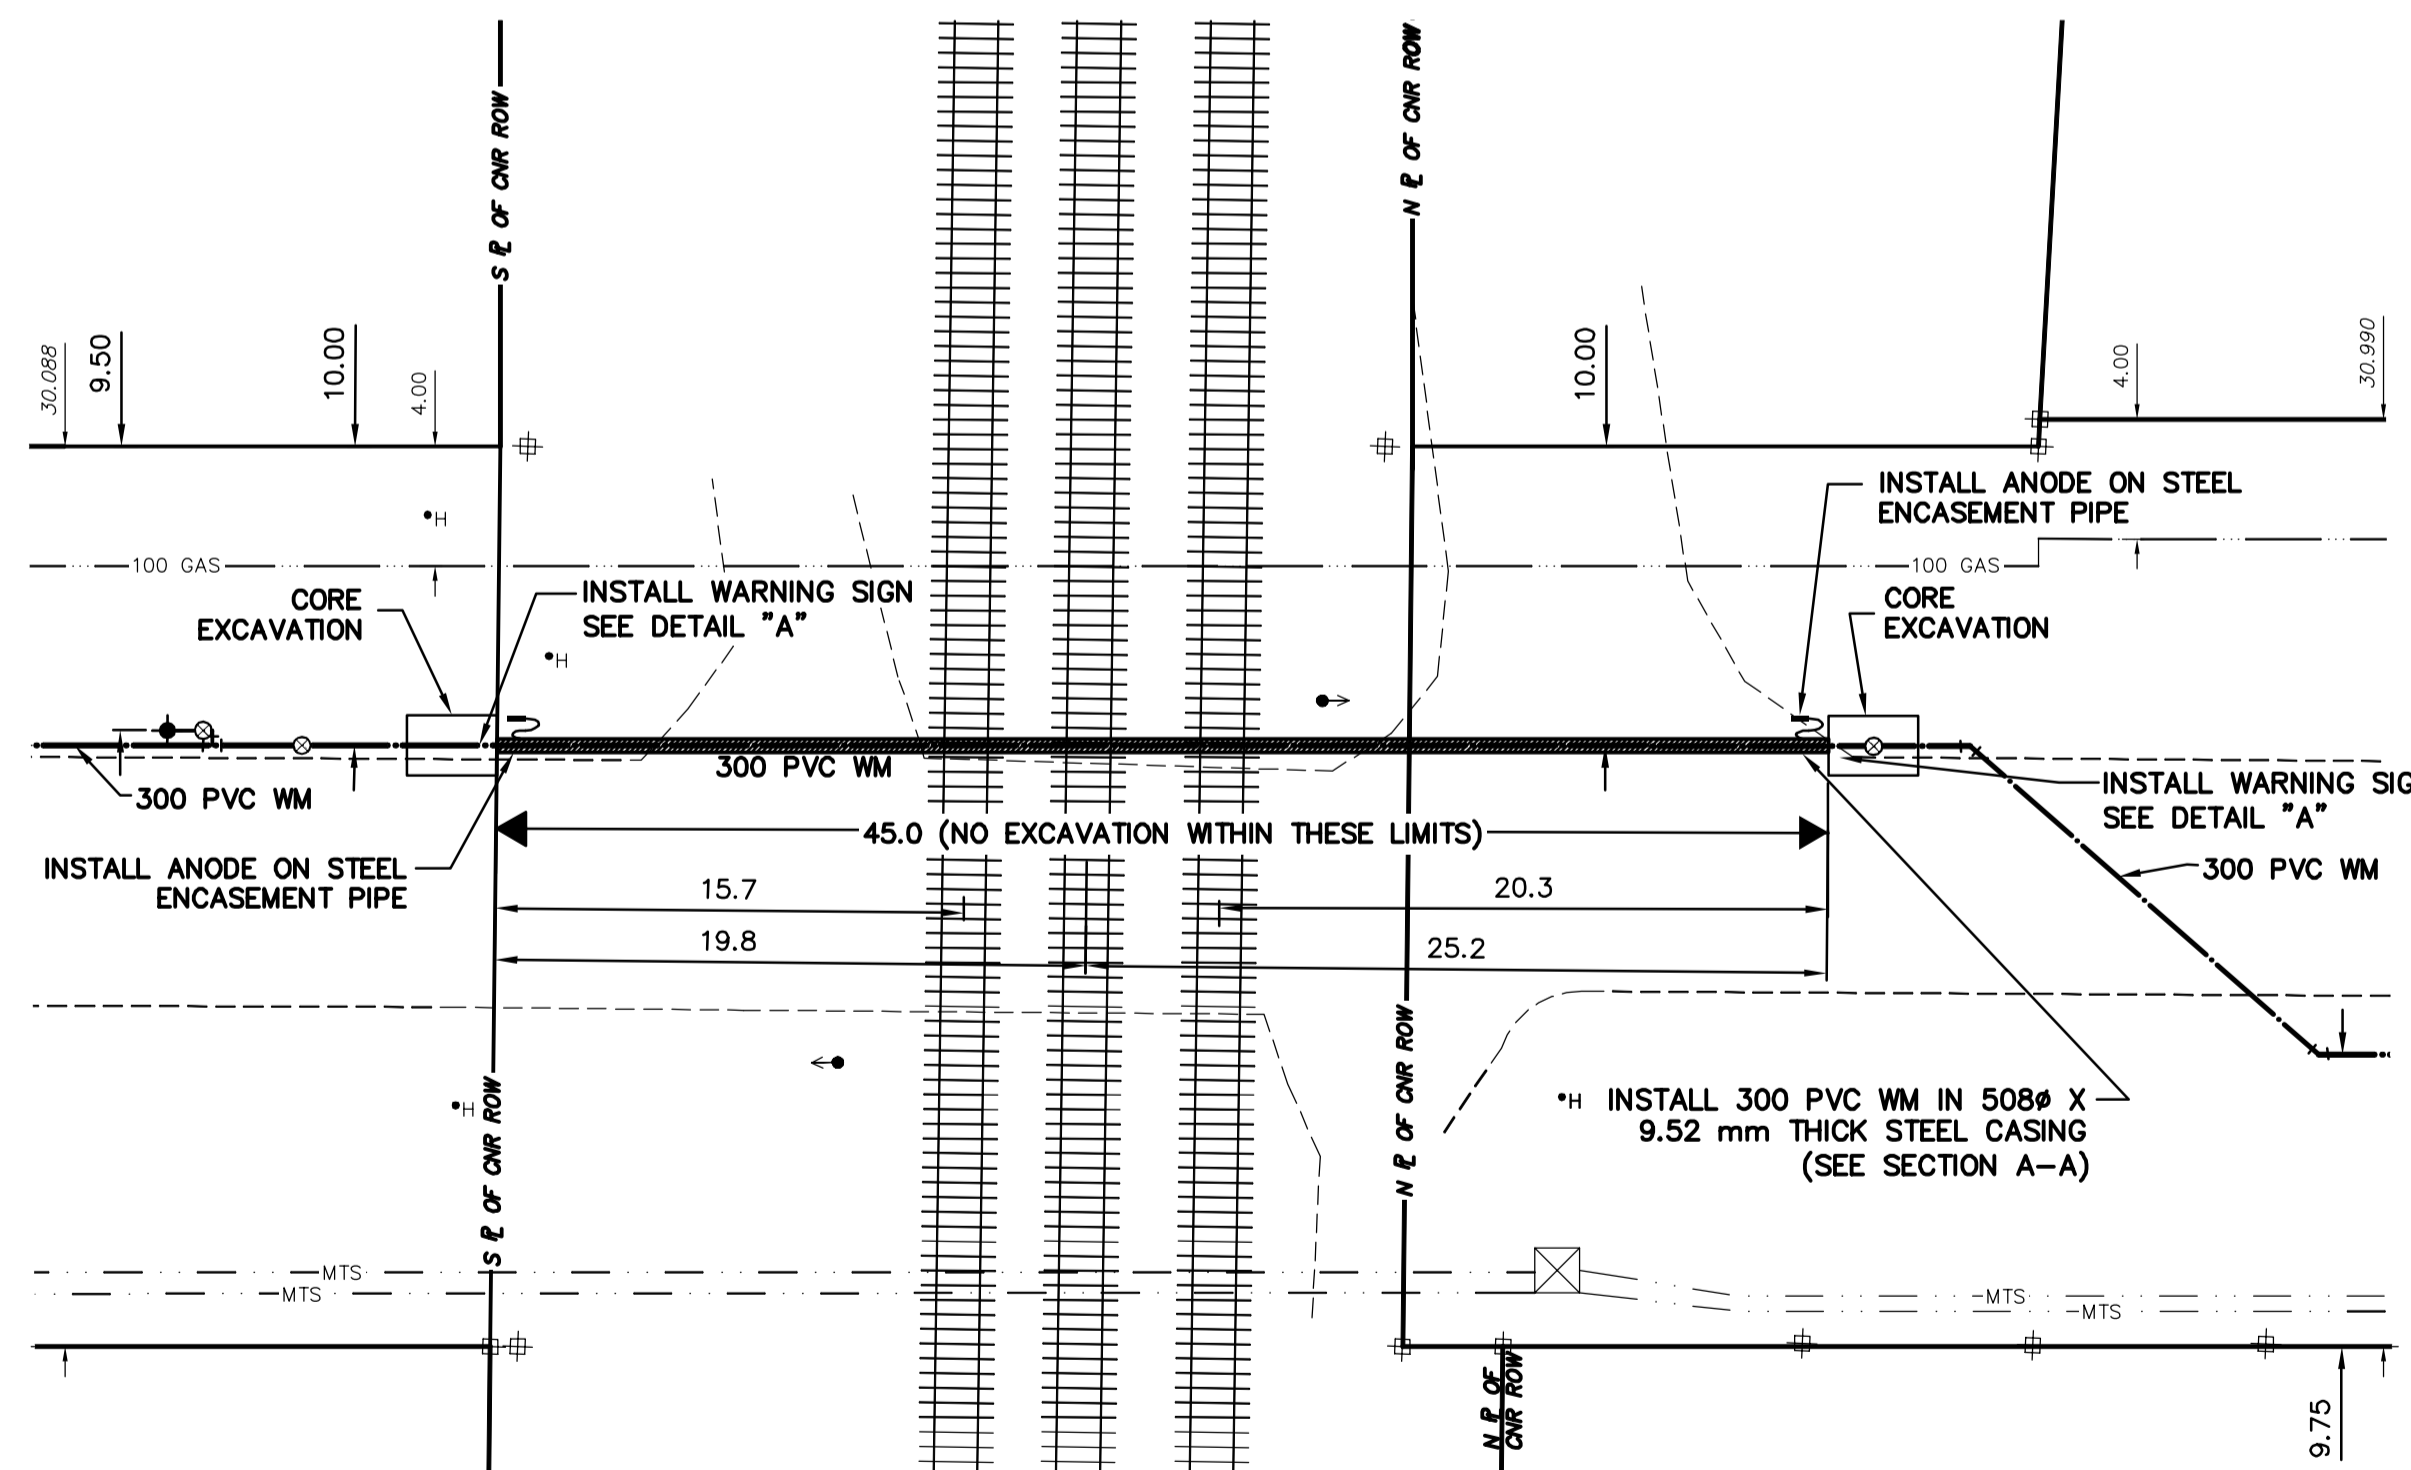 S PL OF CNR ROW
N PL OF CNR ROW
30.088
9.50
10.00
4.00
10.00
4.00
30.990
INSTALL ANODE ON STEEL
ENCASEMENT PIPE
H
100 GAS
100 GAS
CORE
EXCAVATION
INSTALL WARNING SIGN
SEE DETAIL "A"
CORE
EXCAVATION
H
300 PVC WM
300 PVC WM
INSTALL WARNING SIG
SEE DETAIL "A"
45.0 (NO EXCAVATION WITHIN THESE LIMITS)
INSTALL ANODE ON STEEL
ENCASEMENT PIPE
300 PVC WM
15.7
20.3
19.8
25.2
H
S PL OF CNR ROW
N PL OF CNR ROW
H
INSTALL 300 PVC WM IN 508ø X
9.52 mm THICK STEEL CASING
(SEE SECTION A-A)
MTS
MTS
MTS
MTS
N PL OF
CNR ROW
9.75